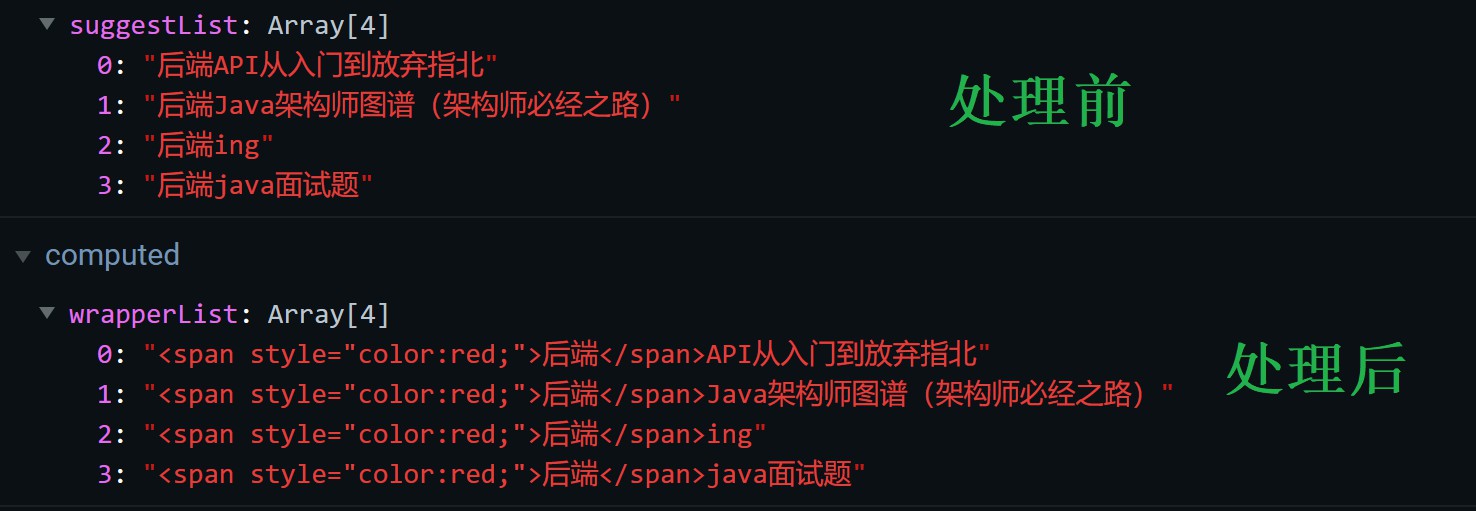 suggestList: Array[4]
0: "后端API从入门到放弃指北"
处理前
1: "后端Java架构师图谱（架构师必经之路）"
2: "后端ing"
3: "后端java面试题"
computed
wrapperList: Array[4]
0: "<span style="color:red;">后端</span>API从入门到放弃指北"
处理后
1: "<span style="color:red;">后端</span>Java架构师图谱（架构师必经之路）"
2: "<span style="color:red;">后端</span>ing"
3: "<span style="color:red;">后端</span>java面试题"